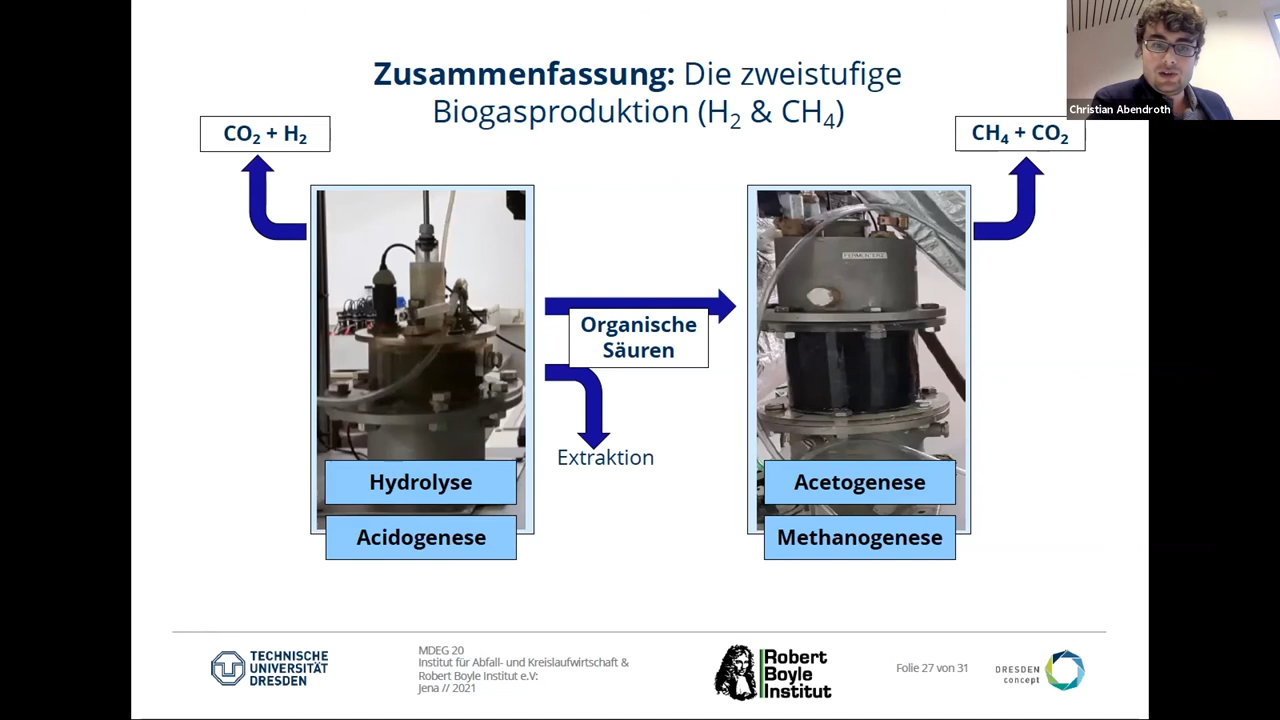 Zusammenfassung: Die zweistufige
Biogasproduktion (H₂ & CH₄)
Christian Abendroth
CO₂ + H₂
CH₄ + CO₂
FERMENTER 2
Organische
Säuren
Extraktion
Hydrolyse
Acidogenese
Acetogenese
Methanogenese
TECHNISCHE
UNIVERSITÄT
DRESDEN
MDEG 20
Institut für Abfall- und Kreislaufwirtschaft &
Robert Boyle Institut e.V:
Jena // 2021
Robert
Boyle
Institut
Folie 27 von 31
DRESDEN
concept